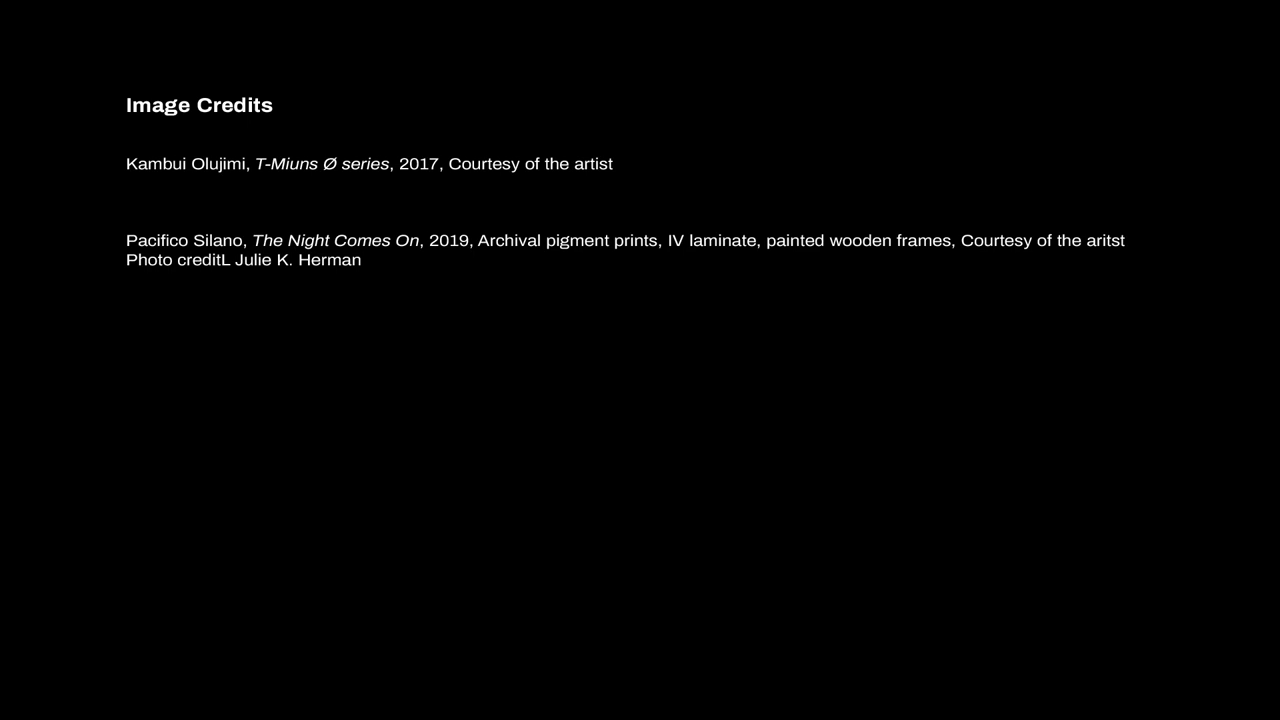 Image Credits
Kambui Olujimi, T-Miuns Ø series, 2017, Courtesy of the artist
Pacifico Silano, The Night Comes On, 2019, Archival pigment prints, IV laminate, painted wooden frames, Courtesy of the aritst
Photo creditL Julie K. Herman